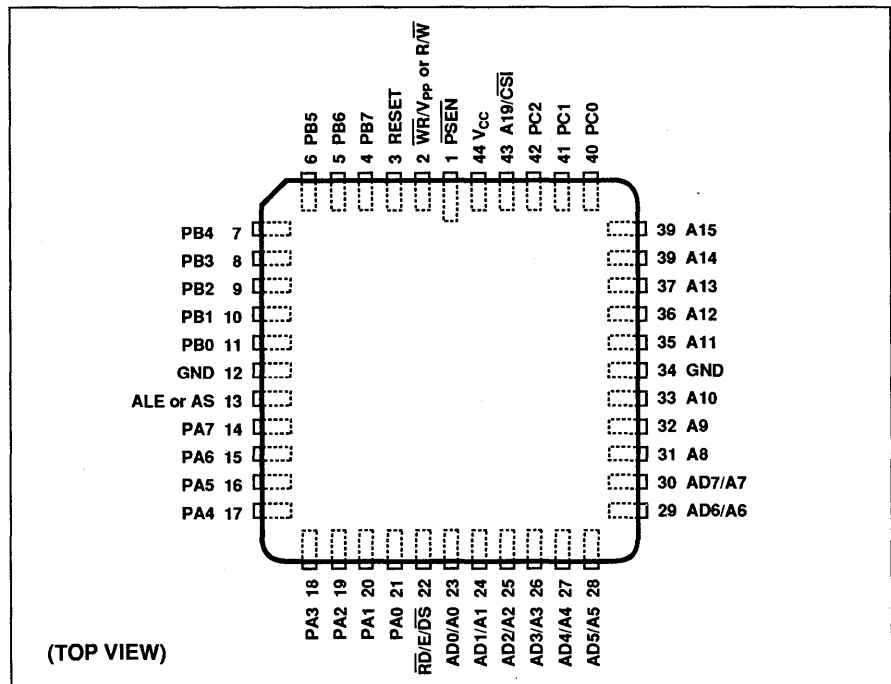 6 PB5
5 PB6
4 PB7
3 RESET
2 W̅R̅/VPP or R/W̅
1 P̅S̅E̅N̅
44 VCC
43 A19/C̅S̅I̅
42 PC2
41 PC1
40 PC0
PB4 7
PB3 8
PB2 9
PB1 10
PB0 11
GND 12
ALE or AS 13
PA7 14
PA6 15
PA5 16
PA4 17
39 A15
39 A14
37 A13
36 A12
35 A11
34 GND
33 A10
32 A9
31 A8
30 AD7/A7
29 AD6/A6
PA3 18
PA2 19
PA1 20
PA0 21
R̅D̅/E/D̅S̅ 22
AD0/A0 23
AD1/A1 24
AD2/A2 25
AD3/A3 26
AD4/A4 27
AD5/A5 28
(TOP VIEW)